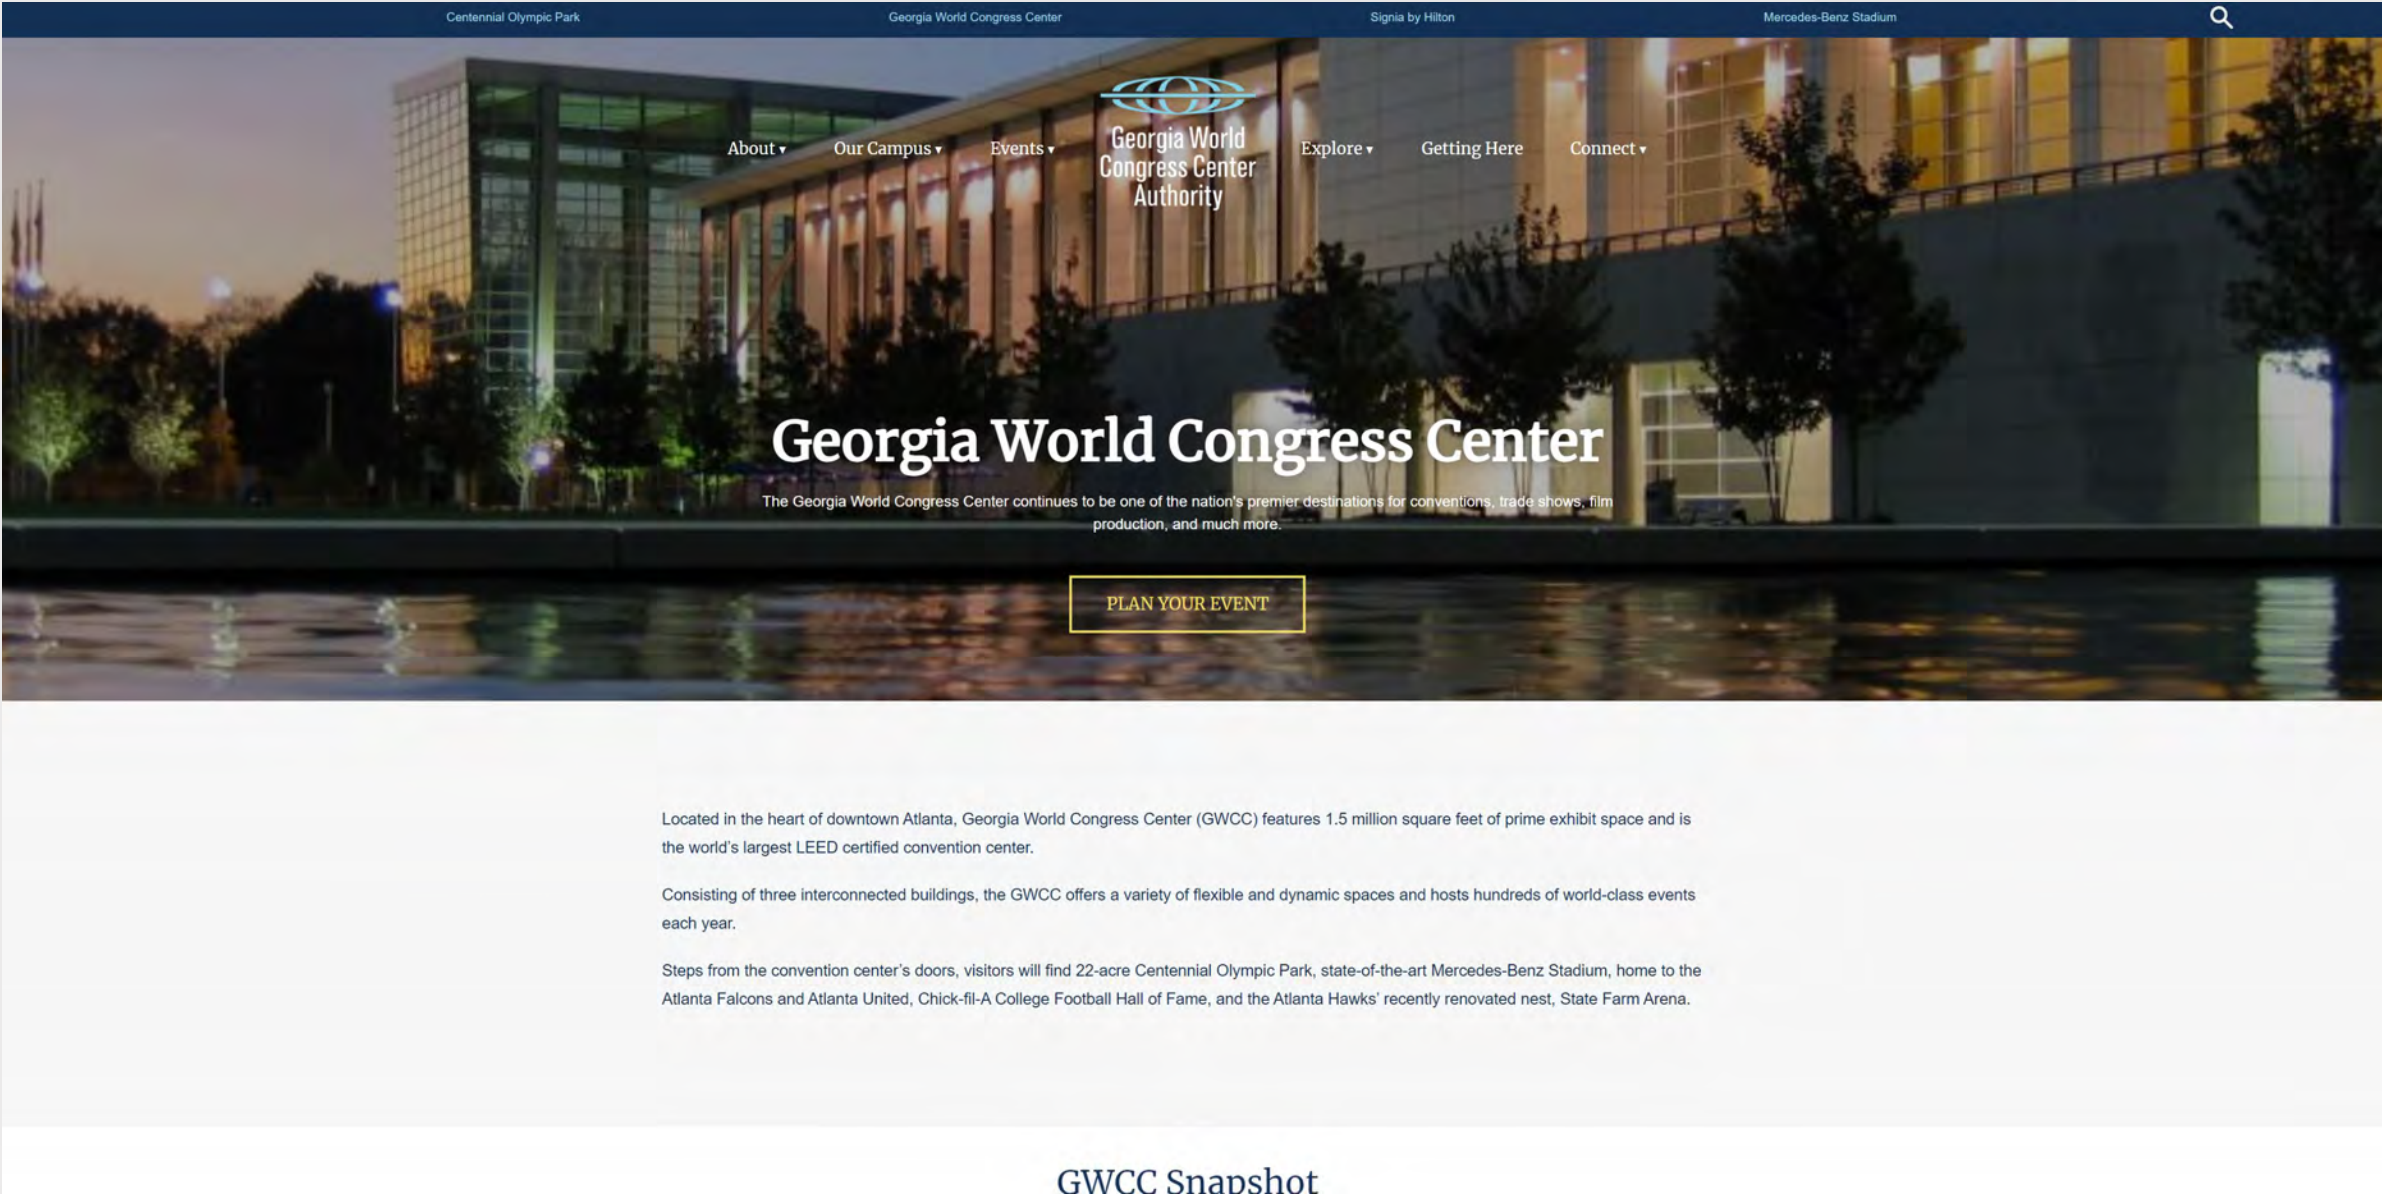 Centennial Olympic Park
Georgia World Congress Center
Signia by Hilton
Mercedes-Benz Stadium
About ▾
Our Campus ▾
Events ▾
Georgia World
Congress Center
Authority
Explore ▾
Getting Here
Connect ▾
Georgia World Congress Center
The Georgia World Congress Center continues to be one of the nation's premier destinations for conventions, trade shows, film
production, and much more.
PLAN YOUR EVENT
Located in the heart of downtown Atlanta, Georgia World Congress Center (GWCC) features 1.5 million square feet of prime exhibit space and is
the world's largest LEED certified convention center.
Consisting of three interconnected buildings, the GWCC offers a variety of flexible and dynamic spaces and hosts hundreds of world-class events
each year.
Steps from the convention center's doors, visitors will find 22-acre Centennial Olympic Park, state-of-the-art Mercedes-Benz Stadium, home to the
Atlanta Falcons and Atlanta United, Chick-fil-A College Football Hall of Fame, and the Atlanta Hawks' recently renovated nest, State Farm Arena.
GWCC Snapshot